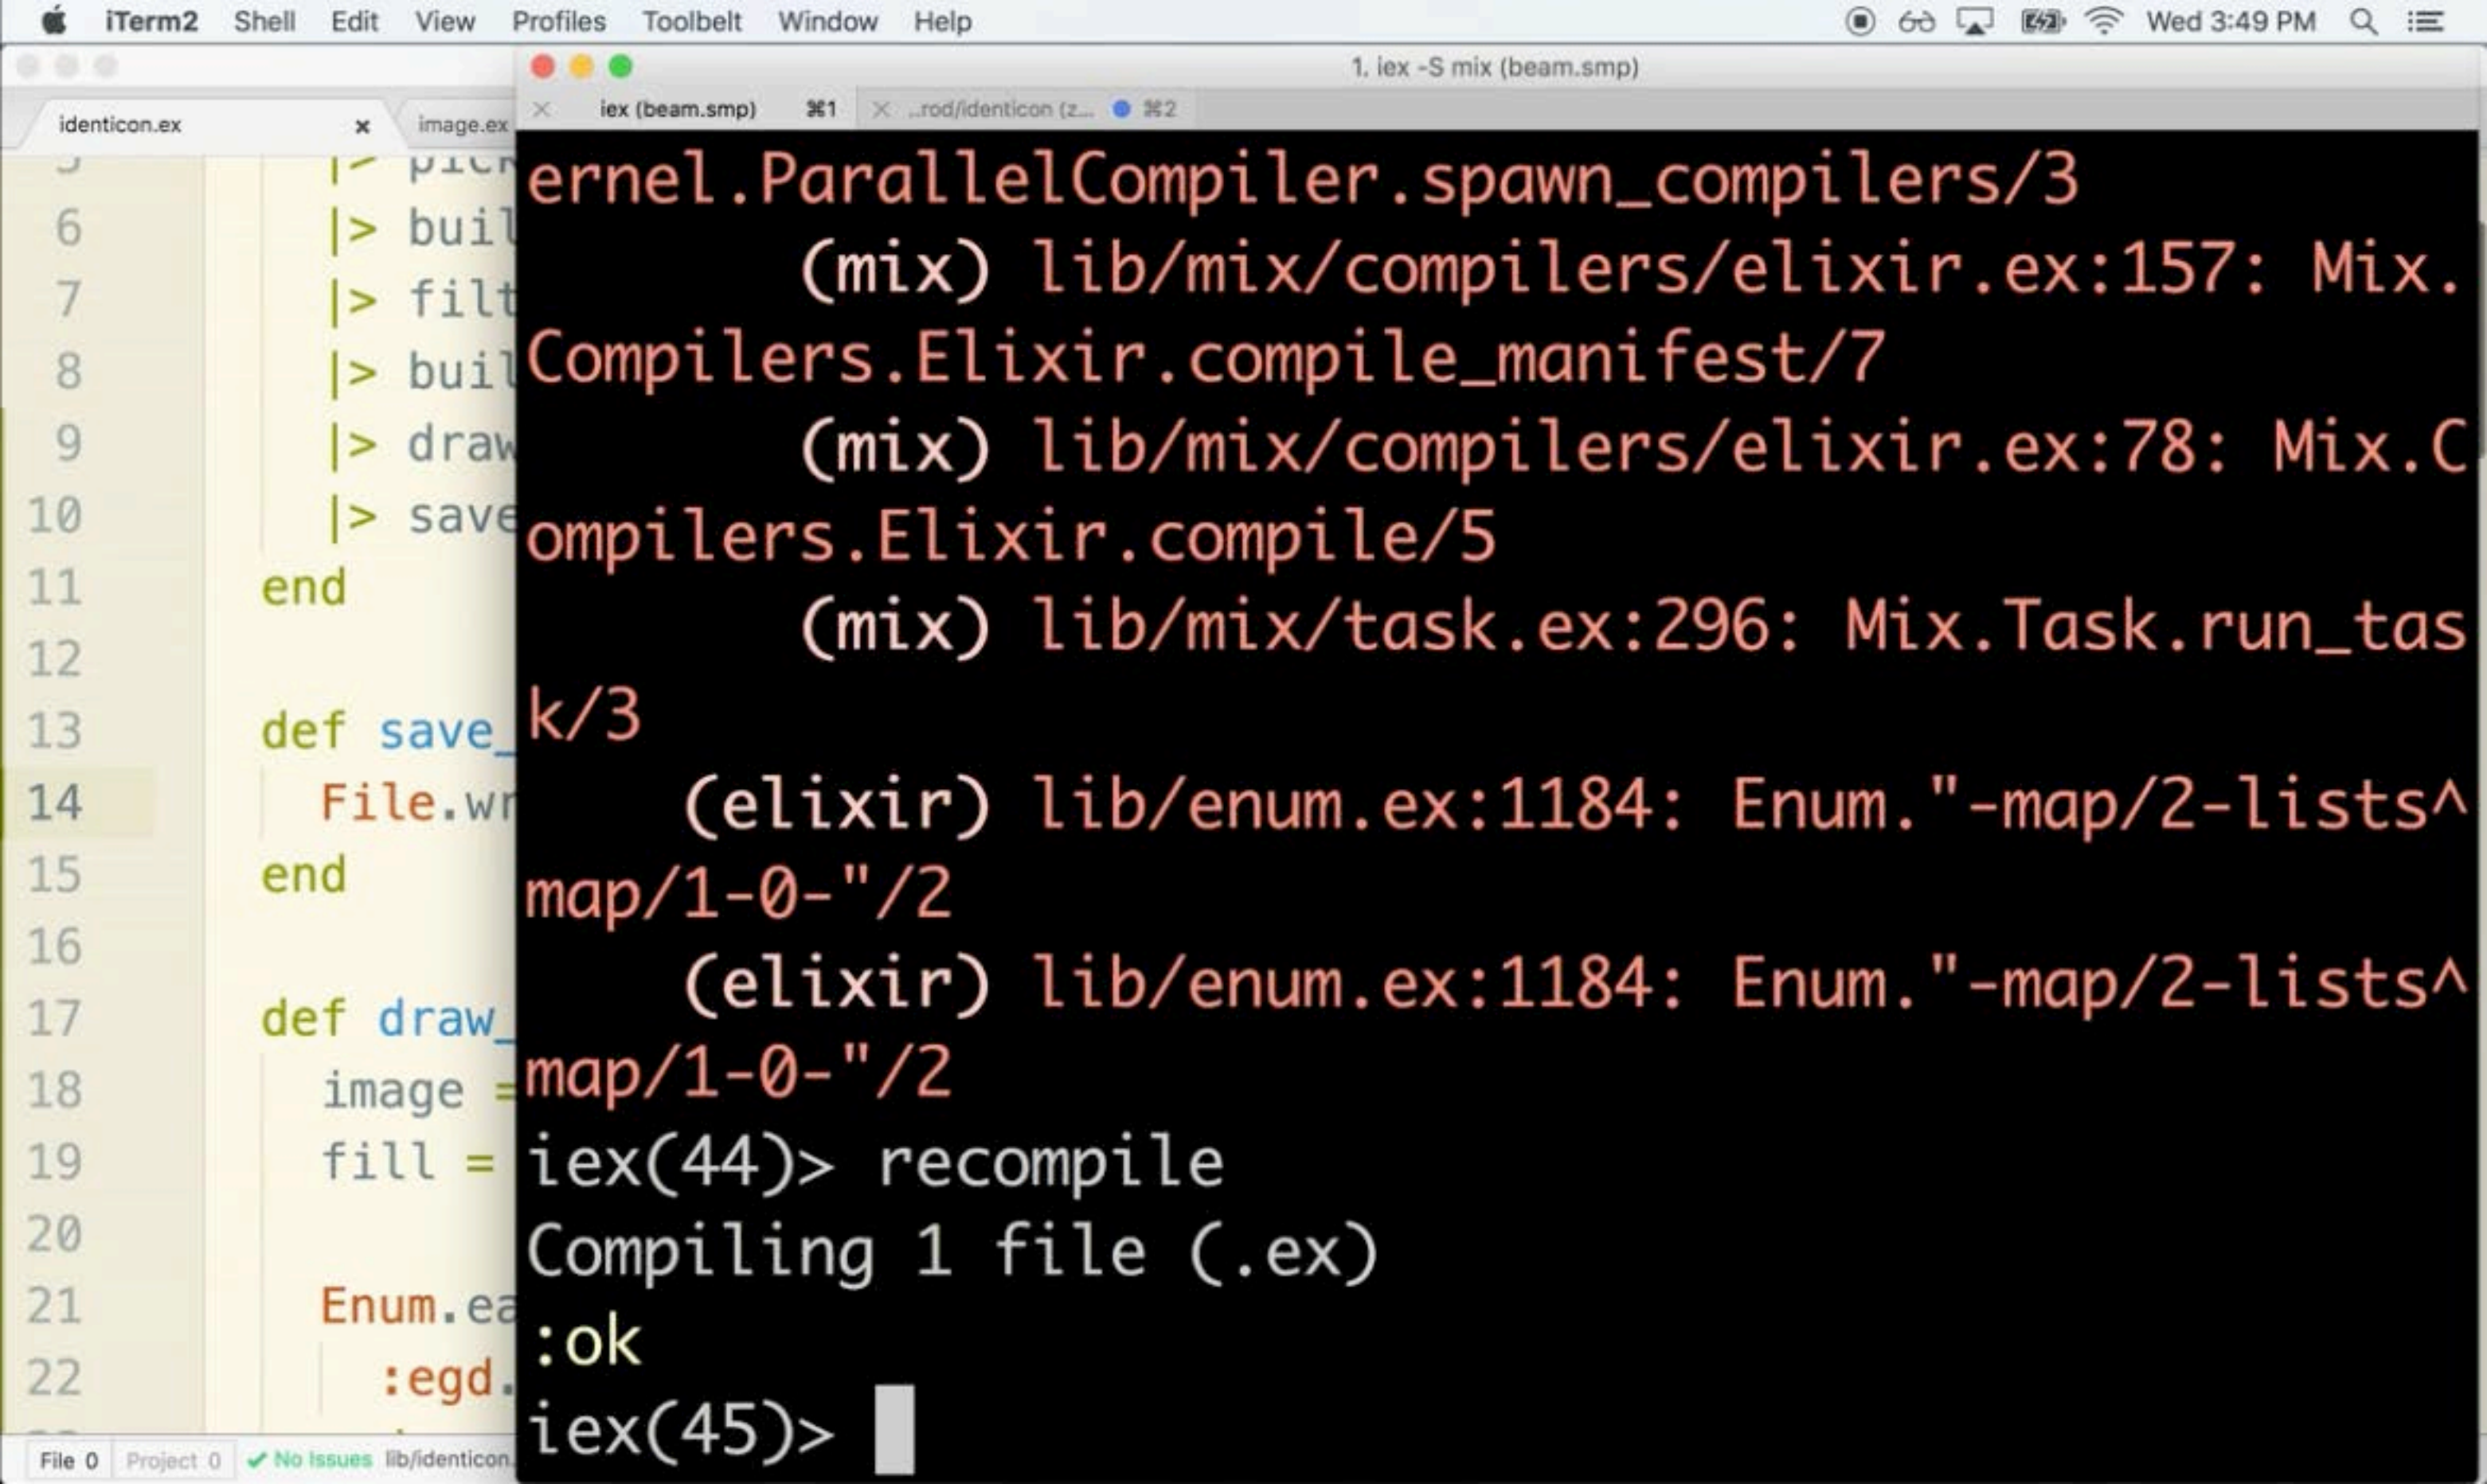 iTerm2 Shell Edit View Profiles Toolbelt Window Help Wed 3:49 PM
1. iex -S mix (beam.smp)
iex (beam.smp) ⌘1 ...rod/identicon (z... ⌘2
identicon.ex image.ex
5 |> pick
6 |> buil
7 |> filt
8 |> buil
9 |> draw
10 |> save
11 end
12
13 def save_
14 File.wr
15 end
16
17 def draw_
18 image =
19 fill =
20
21 Enum.ea
22 :egd.
File 0 Project 0 ✓ No Issues lib/identicon.
ernel.ParallelCompiler.spawn_compilers/3
(mix) lib/mix/compilers/elixir.ex:157: Mix.
Compilers.Elixir.compile_manifest/7
(mix) lib/mix/compilers/elixir.ex:78: Mix.C
ompilers.Elixir.compile/5
(mix) lib/mix/task.ex:296: Mix.Task.run_tas
k/3
(elixir) lib/enum.ex:1184: Enum."-map/2-lists^
map/1-0-"/2
(elixir) lib/enum.ex:1184: Enum."-map/2-lists^
map/1-0-"/2
iex(44)> recompile
Compiling 1 file (.ex)
:ok
iex(45)>